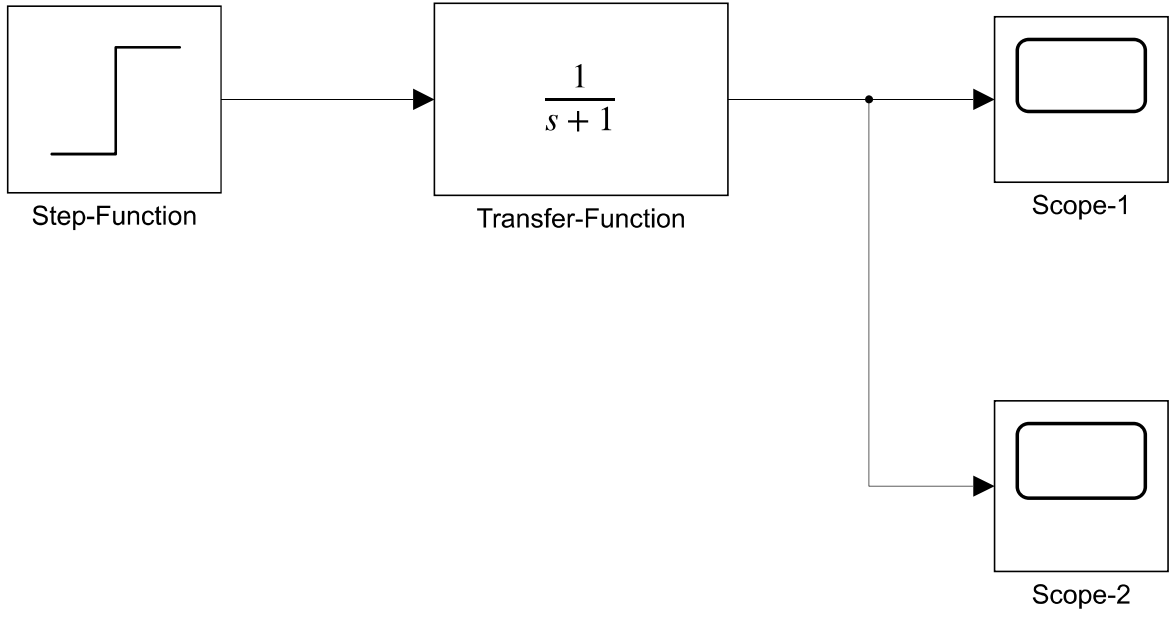 1
s + 1
Step-Function
Transfer-Function
Scope-1
Scope-2